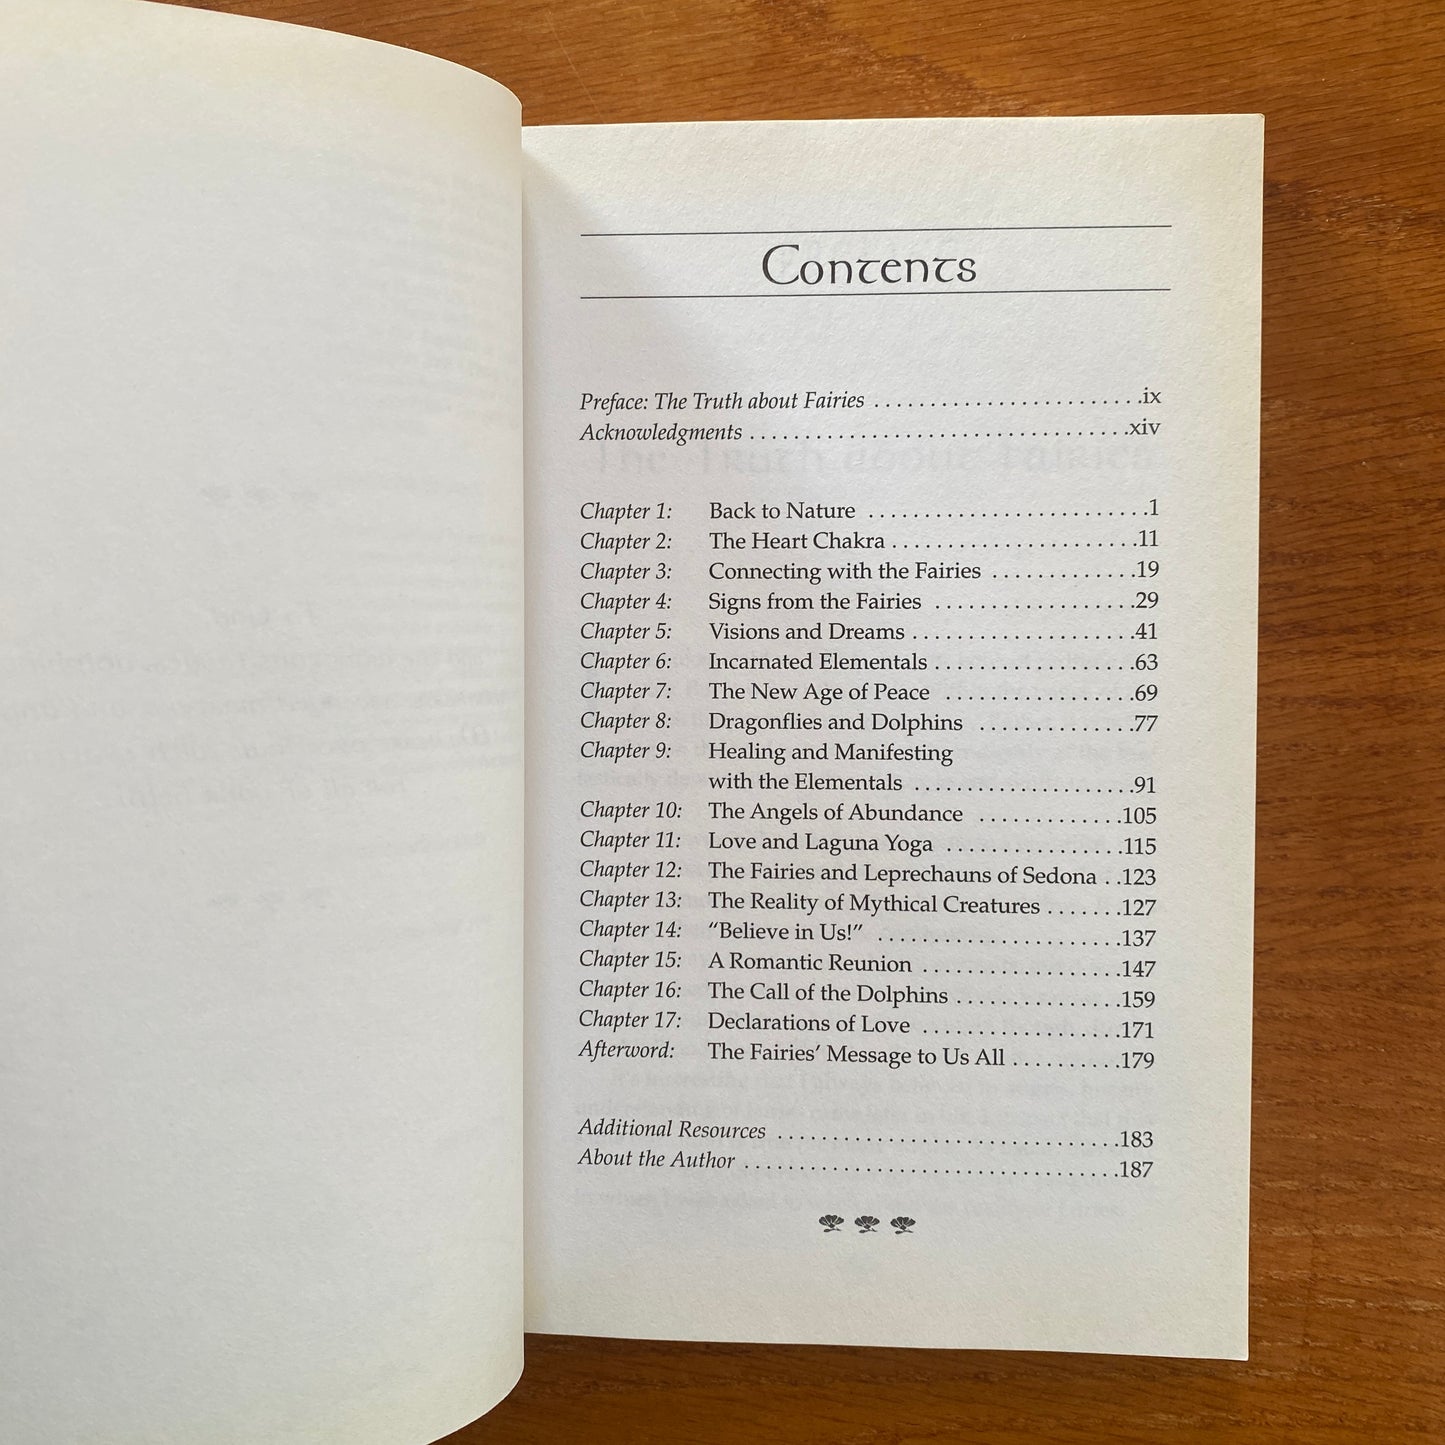 Contents
Preface: The Truth about Fairies ........................ix
Acknowledgments ..................................xiv
Chapter 1: Back to Nature .........................1
Chapter 2: The Heart Chakra ......................11
Chapter 3: Connecting with the Fairies .............19
Chapter 4: Signs from the Fairies ..................29
Chapter 5: Visions and Dreams ....................41
Chapter 6: Incarnated Elementals ..................63
Chapter 7: The New Age of Peace .................69
Chapter 8: Dragonflies and Dolphins ..............77
Chapter 9: Healing and Manifesting
with the Elementals ....................91
Chapter 10: The Angels of Abundance .............105
Chapter 11: Love and Laguna Yoga ................115
Chapter 12: The Fairies and Leprechauns of Sedona ..123
Chapter 13: The Reality of Mythical Creatures .......127
Chapter 14: “Believe in Us!” ......................137
Chapter 15: A Romantic Reunion ..................147
Chapter 16: The Call of the Dolphins ...............159
Chapter 17: Declarations of Love ..................171
Afterword: The Fairies’ Message to Us All ..........179
Additional Resources ...............................183
About the Author ..................................187